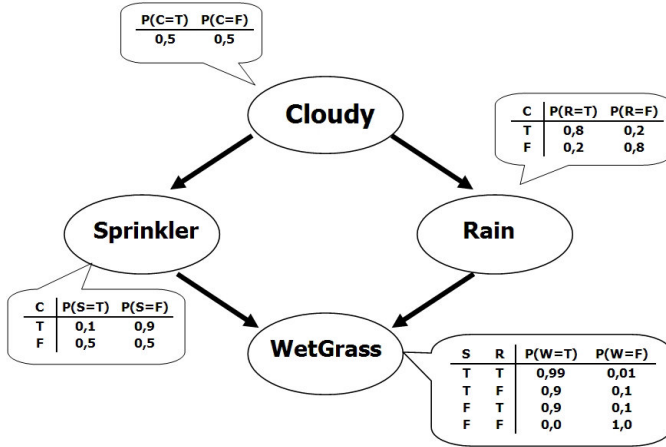 P(C=T) P(C=F)
0,5 0,5
Cloudy
C P(R=T) P(R=F)
T 0,8 0,2
F 0,2 0,8
Sprinkler
Rain
C P(S=T) P(S=F)
T 0,1 0,9
F 0,5 0,5
WetGrass
S R P(W=T) P(W=F)
T T 0,99 0,01
T F 0,9 0,1
F T 0,9 0,1
F F 0,0 1,0